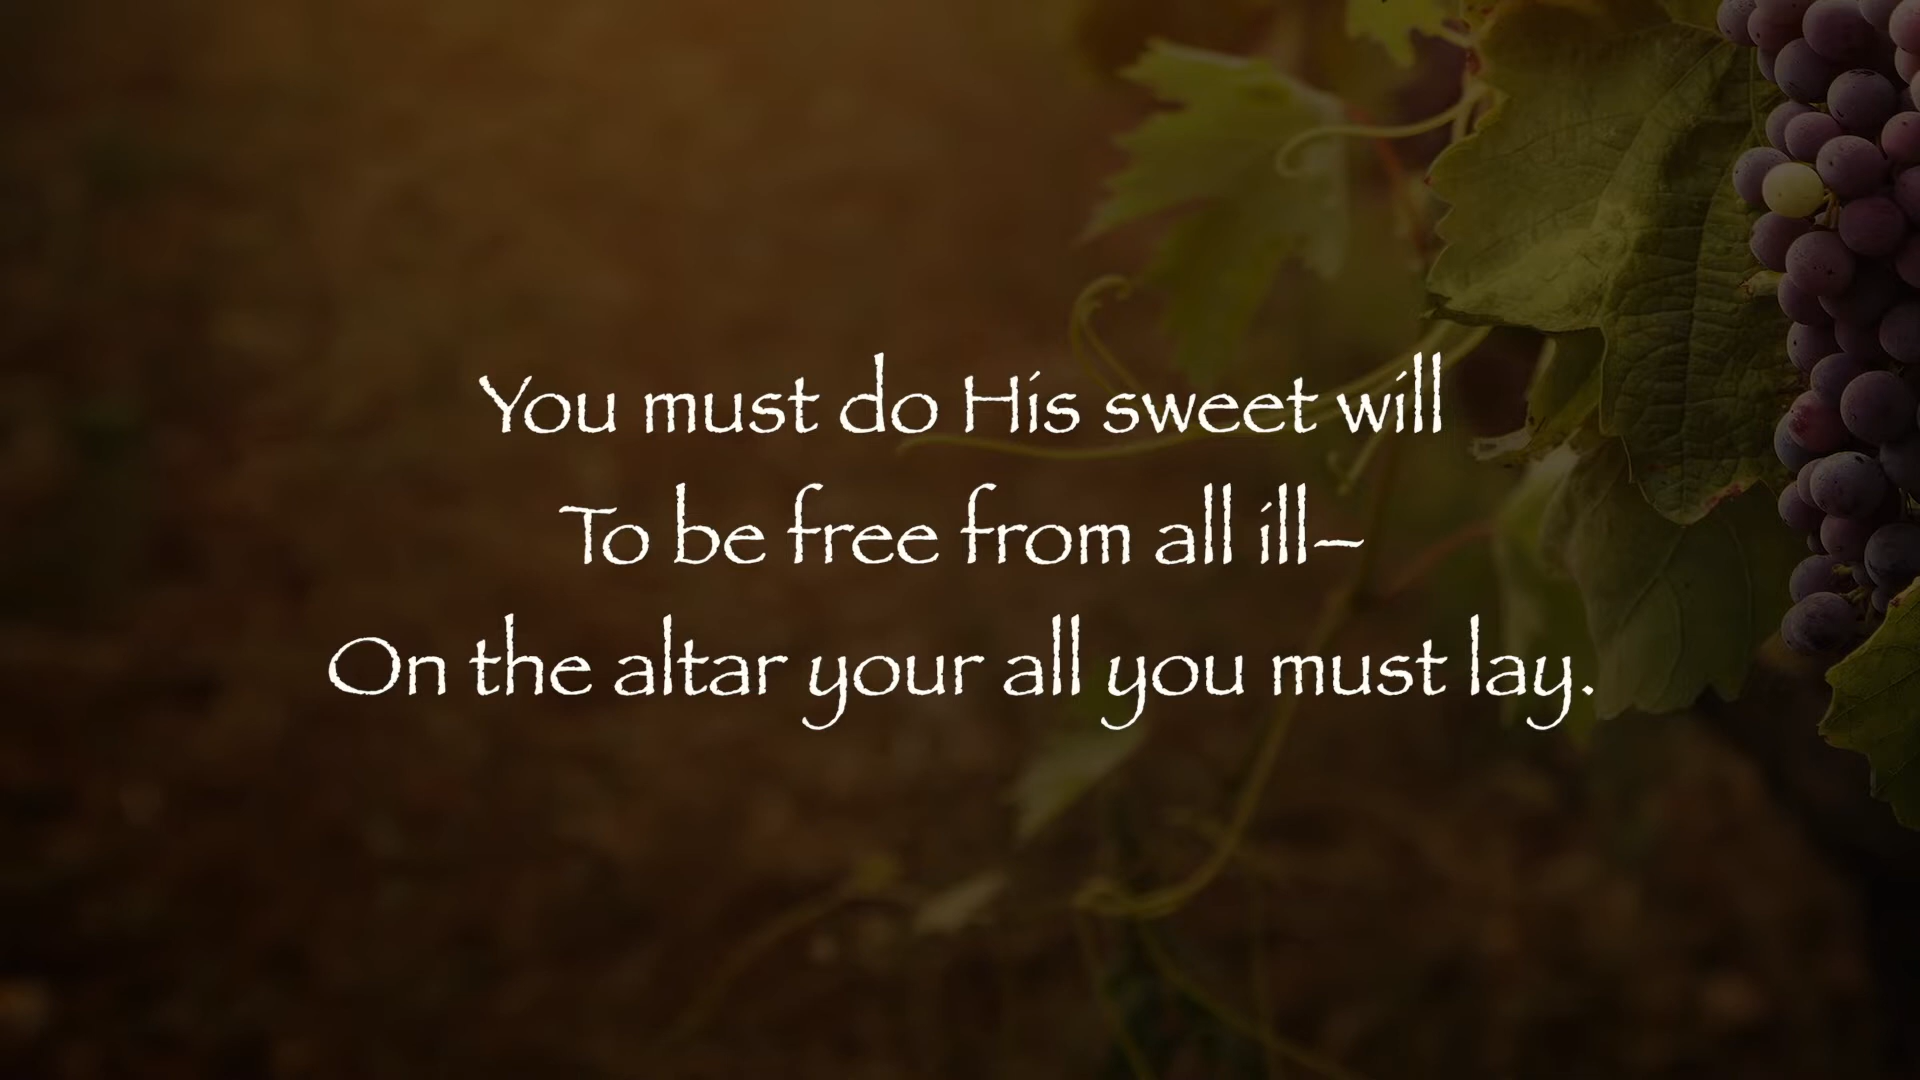 You must do His sweet will
To be free from all ill—
On the altar your all you must lay.